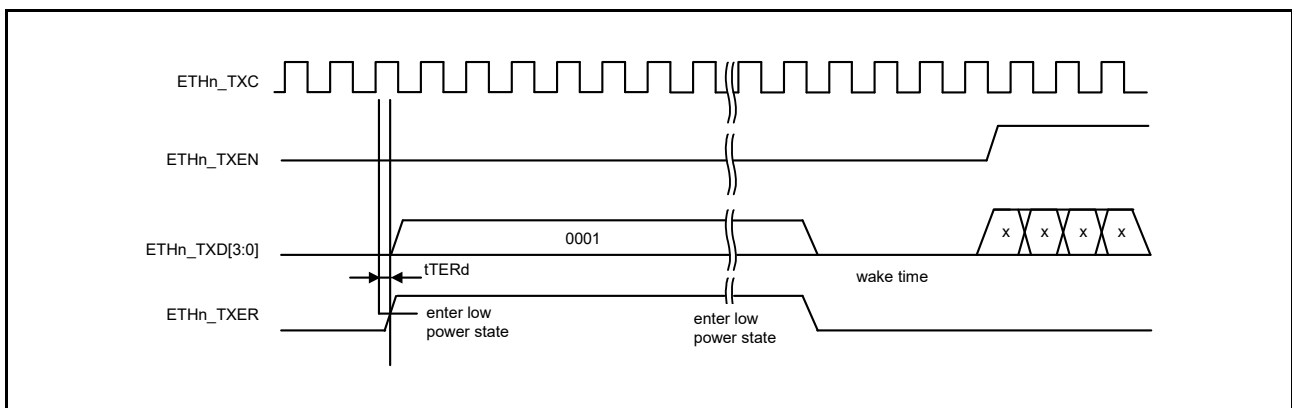 ETHn_TXC
ETHn_TXEN
ETHn_TXD[3:0]
0001
x x x x
tTERd
wake time
ETHn_TXER
enter low
power state
enter low
power state